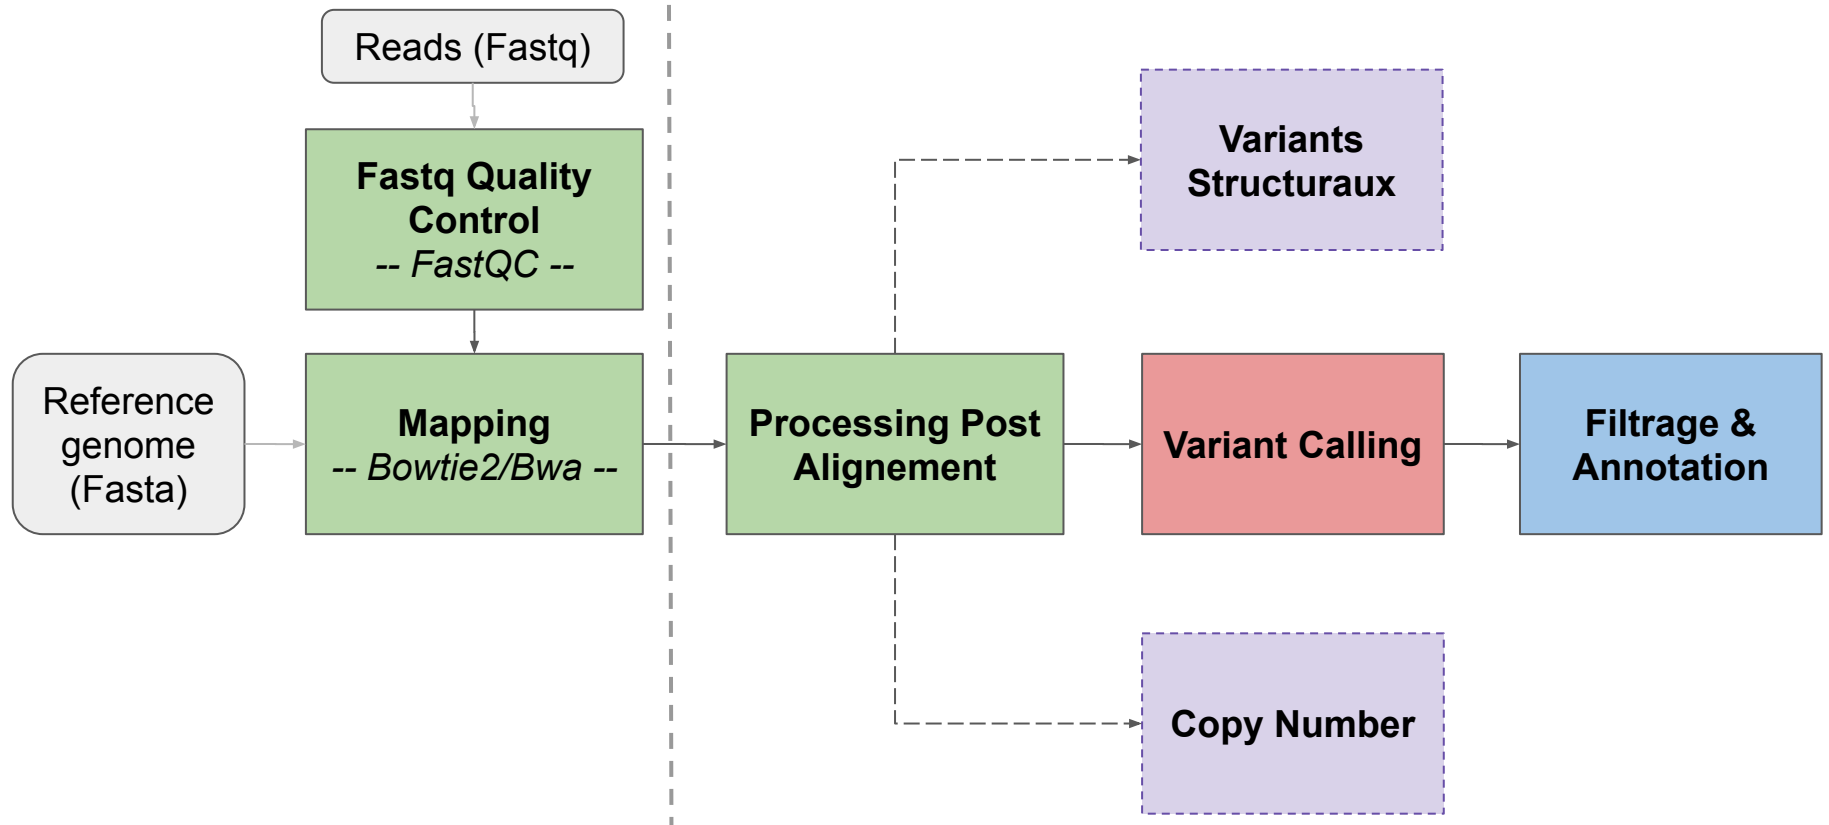 Reads (Fastq)
Fastq Quality
Control
-- FastQC --
Reference
genome
(Fasta)
Mapping
-- Bowtie2/Bwa --
Processing Post
Alignement
Variants
Structuraux
Variant Calling
Filtrage &
Annotation
Copy Number